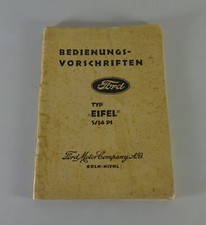 BEDIENUNGS-
VORSCHRIFTEN
Ford
TYP
„EIFEL"
5/34 PS
Ford Motor Company A.G.
KÖLN-NIEHL